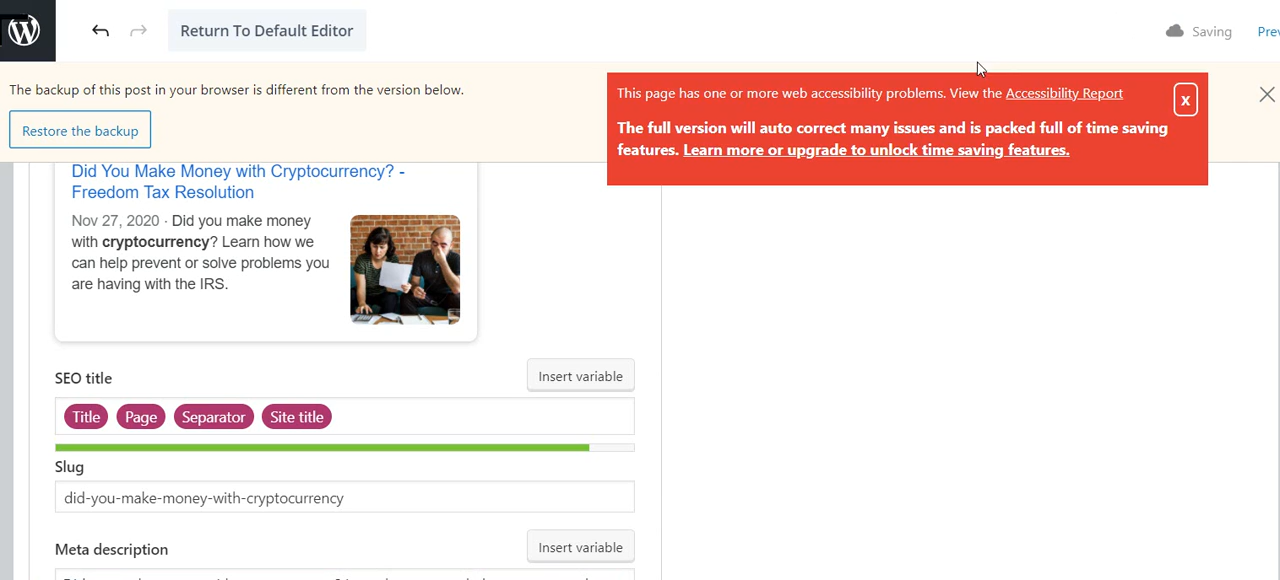 Return To Default Editor
Saving
The backup of this post in your browser is different from the version below.
Restore the backup
This page has one or more web accessibility problems. View the Accessibility Report
x
The full version will auto correct many issues and is packed full of time saving
features. Learn more or upgrade to unlock time saving features.
Did You Make Money with Cryptocurrency? -
Freedom Tax Resolution
Nov 27, 2020 · Did you make money
with cryptocurrency? Learn how we
can help prevent or solve problems you
are having with the IRS.
SEO title
Insert variable
Title Page Separator Site title
Slug
did-you-make-money-with-cryptocurrency
Meta description
Insert variable